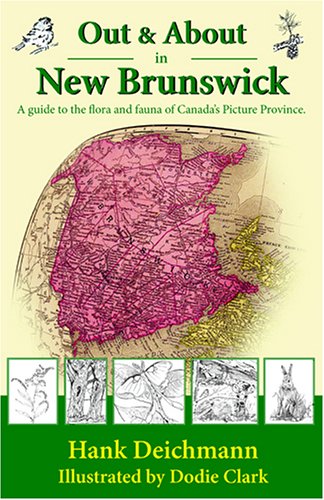 Out & About
in
New Brunswick
A guide to the flora and fauna of Canada's Picture Province.
Hank Deichmann
Illustrated by Dodie Clark